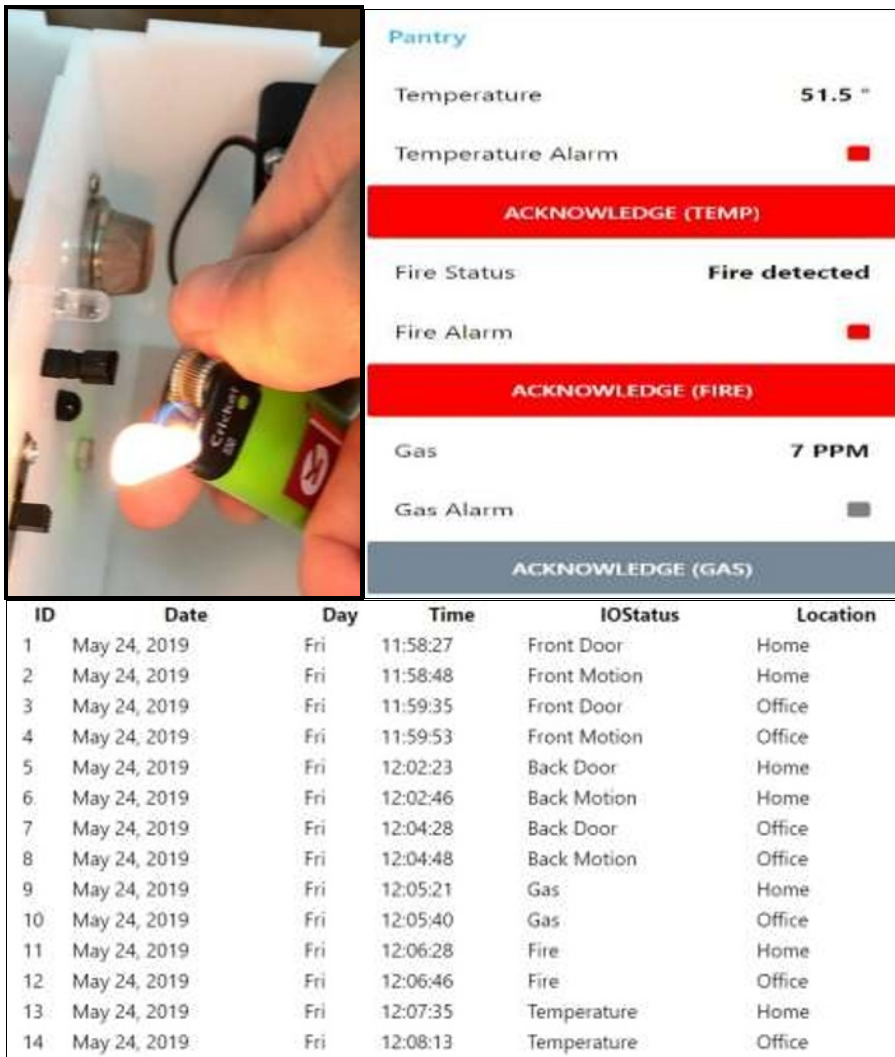 Cricket
Pantry
Temperature 51.5 °
Temperature Alarm
ACKNOWLEDGE (TEMP)
Fire Status Fire detected
Fire Alarm
ACKNOWLEDGE (FIRE)
Gas 7 PPM
Gas Alarm
ACKNOWLEDGE (GAS)
ID Date Day Time IOStatus Location
1 May 24, 2019 Fri 11:58:27 Front Door Home
2 May 24, 2019 Fri 11:58:48 Front Motion Home
3 May 24, 2019 Fri 11:59:35 Front Door Office
4 May 24, 2019 Fri 11:59:53 Front Motion Office
5 May 24, 2019 Fri 12:02:23 Back Door Home
6 May 24, 2019 Fri 12:02:46 Back Motion Home
7 May 24, 2019 Fri 12:04:28 Back Door Office
8 May 24, 2019 Fri 12:04:48 Back Motion Office
9 May 24, 2019 Fri 12:05:21 Gas Home
10 May 24, 2019 Fri 12:05:40 Gas Office
11 May 24, 2019 Fri 12:06:28 Fire Home
12 May 24, 2019 Fri 12:06:46 Fire Office
13 May 24, 2019 Fri 12:07:35 Temperature Home
14 May 24, 2019 Fri 12:08:13 Temperature Office